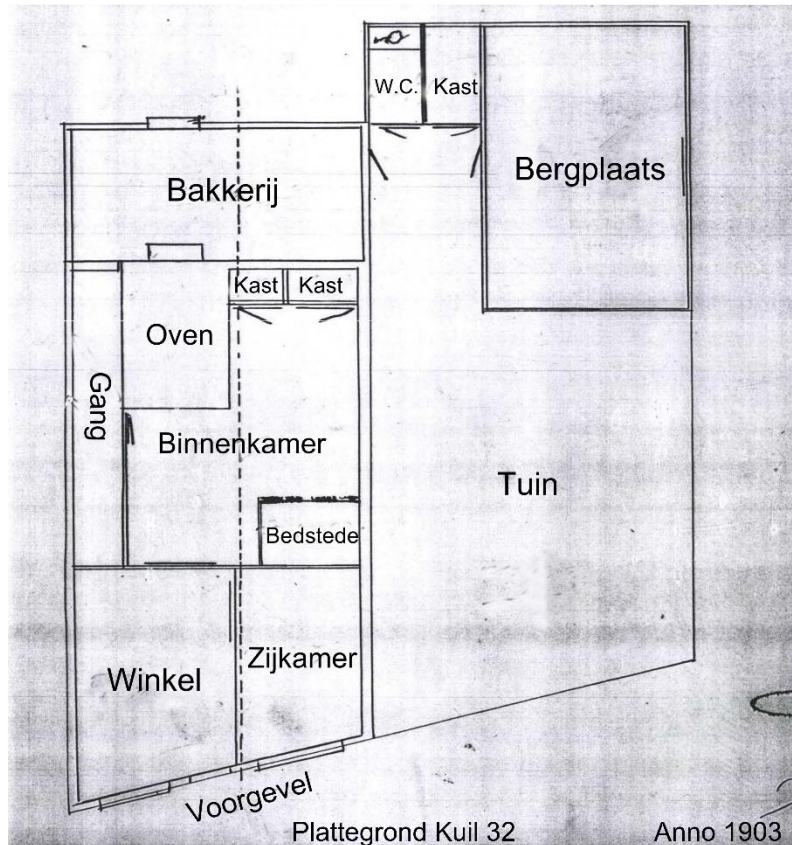 W.C.
Kast
Bakkerij
Bergplaats
Kast
Kast
Oven
Gang
Binnenkamer
Tuin
Bedstede
Winkel
Zijkamer
Voorgevel
Plattegrond Kuil 32
Anno 1903